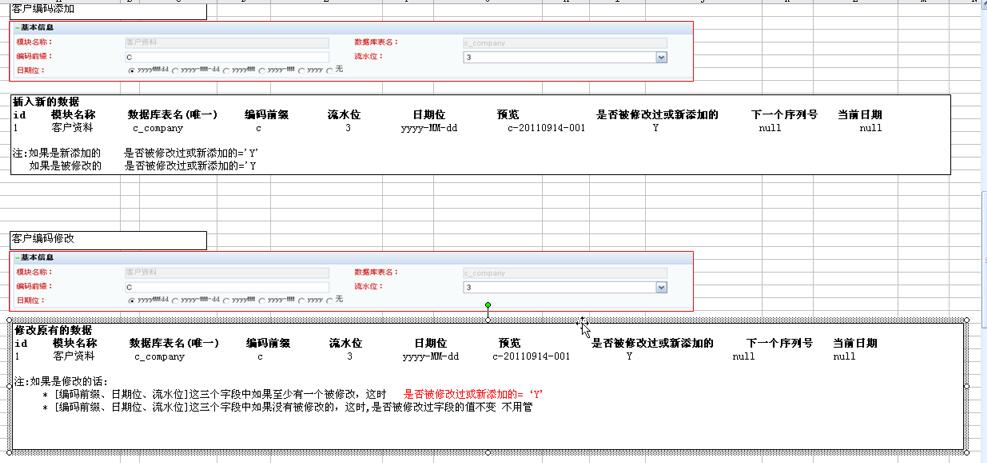 客户编码添加
基本信息
模块名称： 客户资料 数据库表名： c_company
编码前缀： C 流水位： 3
日期位： yyyymmdd yyyy-mm-dd yyyymm yyyy-mm yyyy 无
插入新的数据
id 模块名称 数据库表名(唯一) 编码前缀 流水位 日期位 预览 是否被修改过或新添加的 下一个序列号 当前日期
1 客户资料 c_company c 3 yyyy-MM-dd c-20110914-001 Y null null
注:如果是新添加的 是否被修改过或新添加的='Y'
如果是被修改的 是否被修改过或新添加的='Y
客户编码修改
基本信息
模块名称： 客户资料 数据库表名： c_company
编码前缀： C 流水位： 3
日期位： 无
修改原有的数据
id 模块名称 数据库表名(唯一) 编码前缀 流水位 日期位 预览 是否被修改过或新添加的 下一个序列号 当前日期
1 客户资料 c_company c 3 yyyy-MM-dd c-20110914-001 Y null null
注:如果是修改的话:
* [编码前缀、日期位、流水位]这三个字段中如果至少有一个被修改，这时 是否被修改过或新添加的= ‘Y’
* [编码前缀、日期位、流水位]这三个字段中如果没有被修改的，这时,是否被修改过字段的值不变 不用管